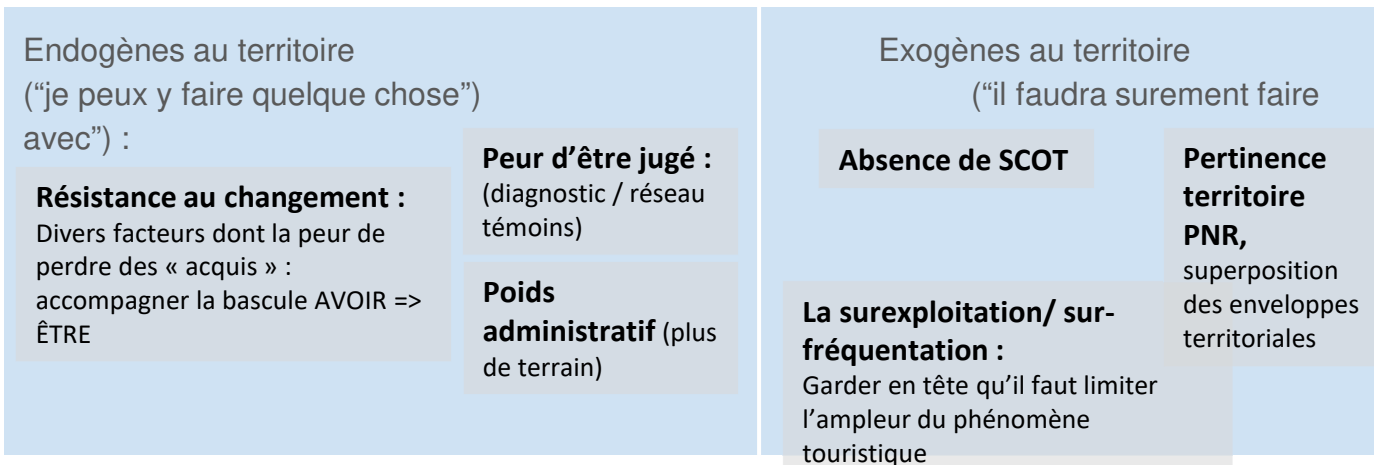 Endogènes au territoire
(“je peux y faire quelque chose”)
avec”) :
Résistance au changement :
Divers facteurs dont la peur de
perdre des « acquis » :
accompagner la bascule AVOIR =>
ÊTRE
Peur d’être jugé :
(diagnostic / réseau
témoins)
Poids
administratif (plus
de terrain)
Exogènes au territoire
(“il faudra surement faire
Absence de SCOT
Pertinence
territoire
PNR,
superposition
des enveloppes
territoriales
La surexploitation/ sur-
fréquentation :
Garder en tête qu’il faut limiter
l’ampleur du phénomène
touristique